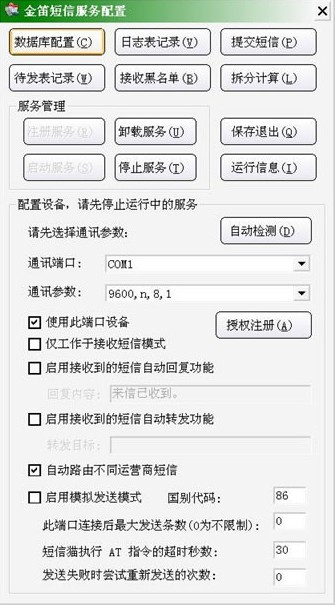 金笛短信服务配置
数据库配置(C) 日志表记录(V) 提交短信(P)
待发表记录(W) 接收黑名单(B) 拆分计算(L)
服务管理
注册服务(R) 卸载服务(U) 保存退出(Q)
启动服务(S) 停止服务(T) 运行信息(I)
配置设备，请先停止运行中的服务
请先选择通讯参数: 自动检测(D)
通讯端口: COM1
通讯参数: 9600,n,8,1
使用此端口设备 授权注册(A)
仅工作于接收短信模式
启用接收到的短信自动回复功能
回复内容: 来信已收到。
启用接收到的短信自动转发功能
转发目标:
自动路由不同运营商短信
启用模拟发送模式 国别代码: 86
此端口连接后最大发送条数(0为不限制): 0
短信猫执行 AT 指令的超时秒数: 30
发送失败时尝试重新发送的次数: 0